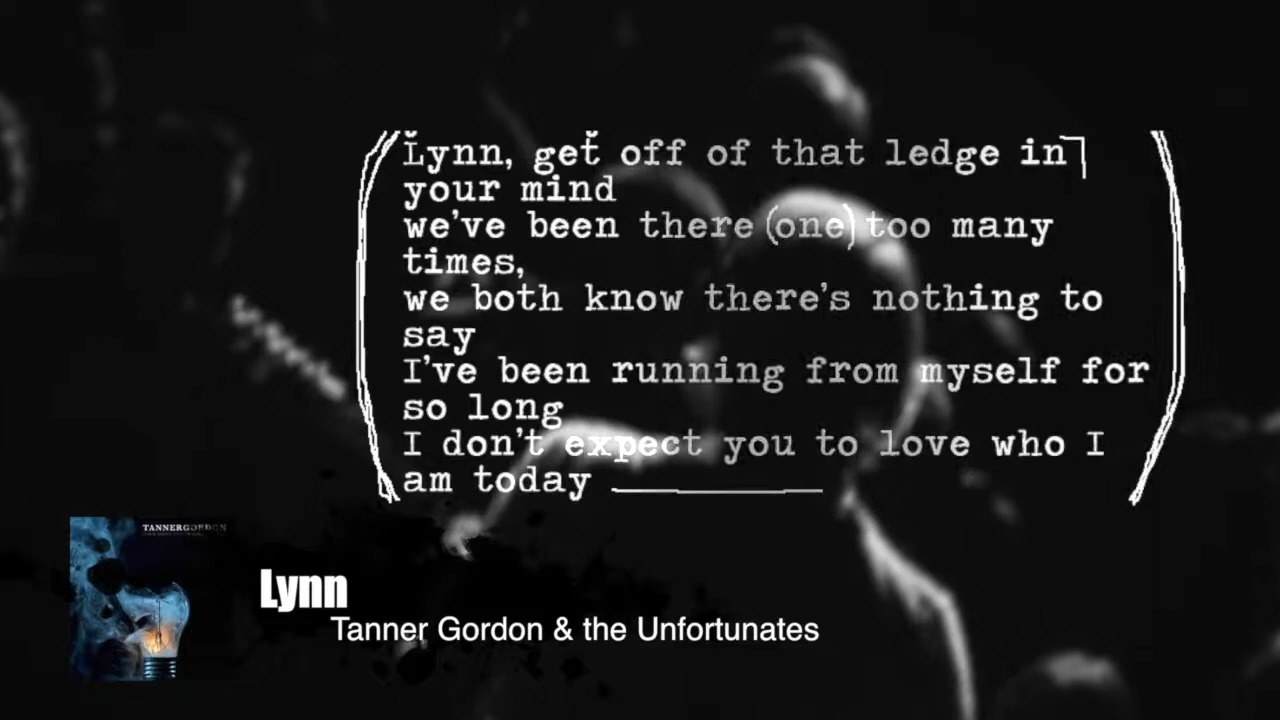 Lynn, get off of that ledge in
your mind
we've been there (one) too many
times,
we both know there's nothing to
say
I've been running from myself for
so long
I don't expect you to love who I
am today
TANNERGORDON
Lynn
Tanner Gordon & the Unfortunates